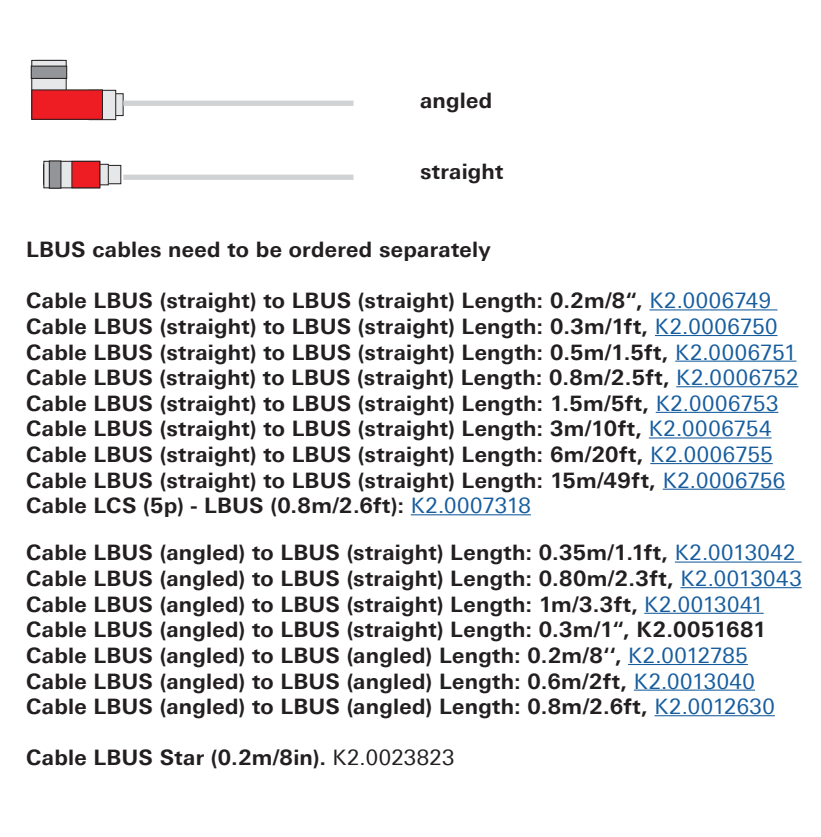 angled
straight
LBUS cables need to be ordered separately
Cable LBUS (straight) to LBUS (straight) Length: 0.2m/8“, K2.0006749
Cable LBUS (straight) to LBUS (straight) Length: 0.3m/1ft, K2.0006750
Cable LBUS (straight) to LBUS (straight) Length: 0.5m/1.5ft, K2.0006751
Cable LBUS (straight) to LBUS (straight) Length: 0.8m/2.5ft, K2.0006752
Cable LBUS (straight) to LBUS (straight) Length: 1.5m/5ft, K2.0006753
Cable LBUS (straight) to LBUS (straight) Length: 3m/10ft, K2.0006754
Cable LBUS (straight) to LBUS (straight) Length: 6m/20ft, K2.0006755
Cable LBUS (straight) to LBUS (straight) Length: 15m/49ft, K2.0006756
Cable LCS (5p) - LBUS (0.8m/2.6ft): K2.0007318
Cable LBUS (angled) to LBUS (straight) Length: 0.35m/1.1ft, K2.0013042
Cable LBUS (angled) to LBUS (straight) Length: 0.80m/2.3ft, K2.0013043
Cable LBUS (angled) to LBUS (straight) Length: 1m/3.3ft, K2.0013041
Cable LBUS (angled) to LBUS (straight) Length: 0.3m/1“, K2.0051681
Cable LBUS (angled) to LBUS (angled) Length: 0.2m/8‘‘, K2.0012785
Cable LBUS (angled) to LBUS (angled) Length: 0.6m/2ft, K2.0013040
Cable LBUS (angled) to LBUS (angled) Length: 0.8m/2.6ft, K2.0012630
Cable LBUS Star (0.2m/8in). K2.0023823